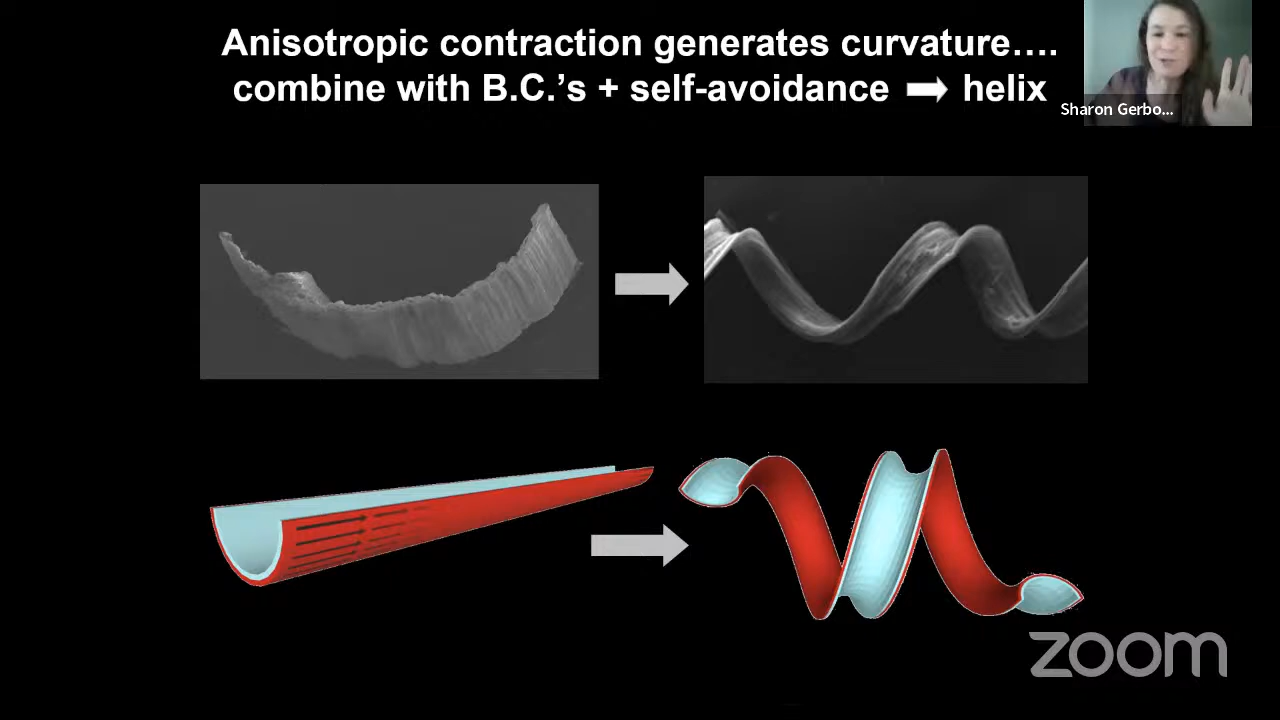 Anisotropic contraction generates curvature….
combine with B.C.'s + self-avoidance ➡ helix
Sharon Gerbo...
zoom